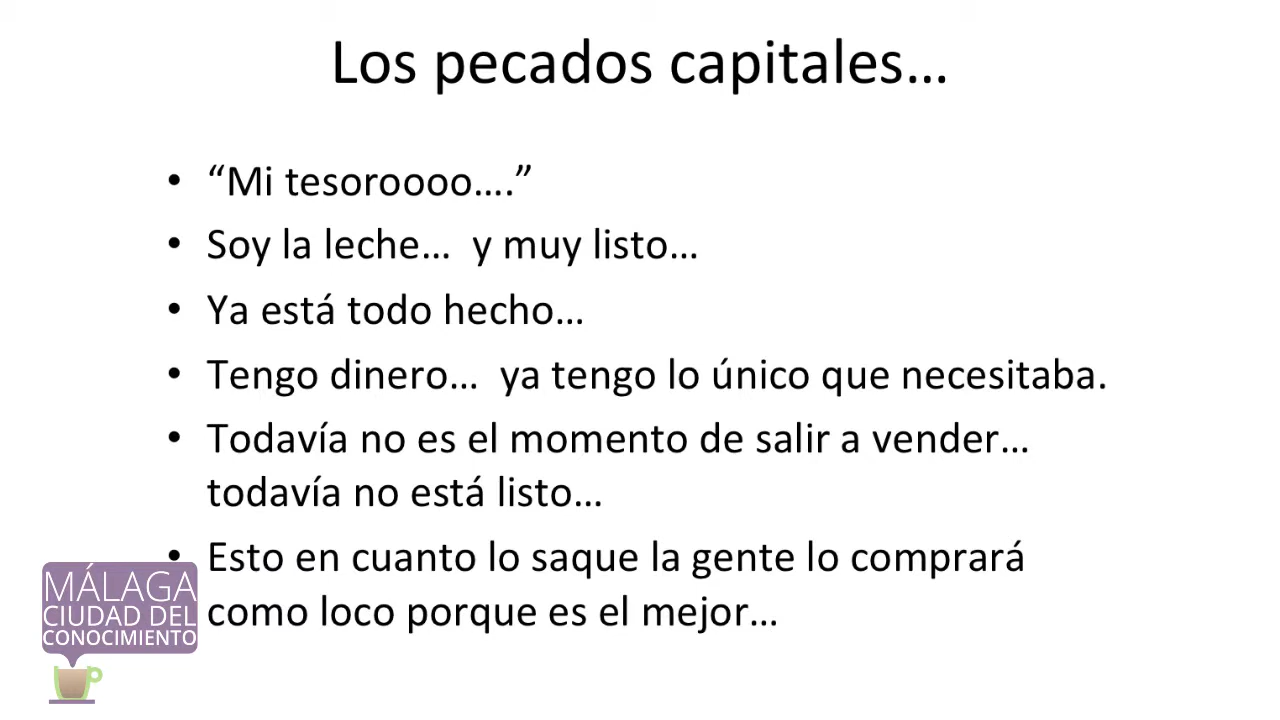 Los pecados capitales…
• “Mi tesoroooo….”
• Soy la leche…  y muy listo…
• Ya está todo hecho…
• Tengo dinero…  ya tengo lo único que necesitaba.
• Todavía no es el momento de salir a vender…
todavía no está listo…
• Esto en cuanto lo saque la gente lo comprará
como loco porque es el mejor…
MÁLAGA
CIUDAD DEL
CONOCIMIENTO